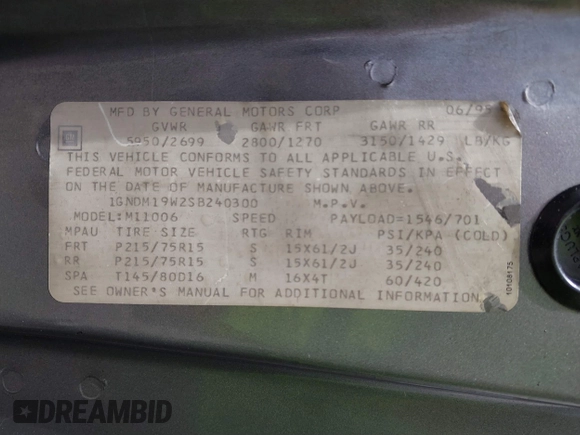 MFD BY GENERAL MOTORS CORP 06/95
GVWR GAWR FRT GAWR RR
5950/2699 2800/1270 3150/1429 LB/KG
THIS VEHICLE CONFORMS TO ALL APPLICABLE U.S.
FEDERAL MOTOR VEHICLE SAFETY STANDARDS IN EFFECT
ON THE DATE OF MANUFACTURE SHOWN ABOVE.
1GNDM19W2SB240300 M.P.V.
MODEL:M11006 PAYLOAD=1546/701
SPEED
MPAU TIRE SIZE RTG RIM PSI/KPA (COLD)
FRT P215/75R15 S 15X61/2J 35/240
RR P215/75R15 S 15X61/2J 35/240
SPA T145/80D16 M 16X4T 60/420
SEE OWNER'S MANUAL FOR ADDITIONAL INFORMATION
10108175
DREAMBID